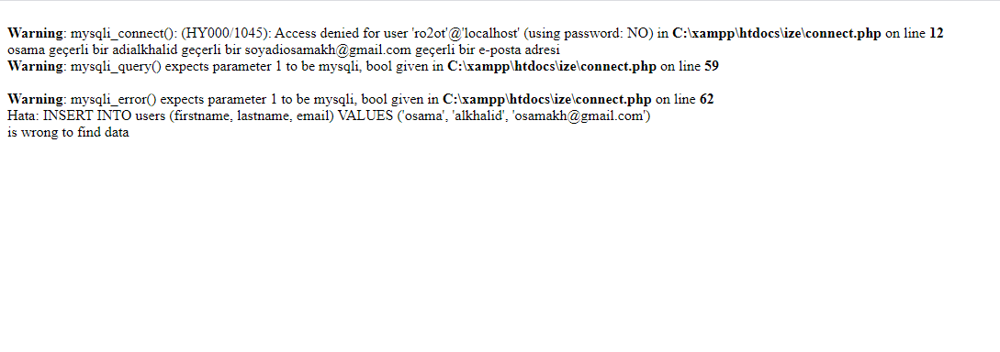 Warning: mysqli_connect(): (HY000/1045): Access denied for user 'ro2ot'@'localhost' (using password: NO) in C:\xampp\htdocs\ize\connect.php on line 12
osama geçerli bir adialkhalid geçerli bir soyadiosamakh@gmail.com geçerli bir e-posta adresi
Warning: mysqli_query() expects parameter 1 to be mysqli, bool given in C:\xampp\htdocs\ize\connect.php on line 59
Warning: mysqli_error() expects parameter 1 to be mysqli, bool given in C:\xampp\htdocs\ize\connect.php on line 62
Hata: INSERT INTO users (firstname, lastname, email) VALUES ('osama', 'alkhalid', 'osamakh@gmail.com')
is wrong to find data